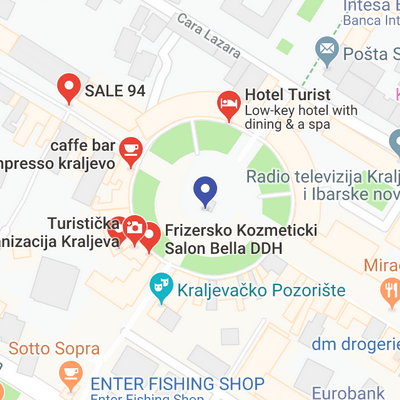 Intesa B
Banca Int
Cara Lazara
Pošta S
SALE 94
Hotel Turist
Low-key hotel with
dining & a spa
caffe bar
mpresso kraljevo
Radio televizija Kral
i Ibarske nov
Turistička
nizacija Kraljeva
Frizersko Kozmeticki
Salon Bella DDH
Kraljevačko Pozorište
Mira
dm drogerie
Sotto Sopra
ENTER FISHING SHOP
Enter Fishing Shop
Eurobank